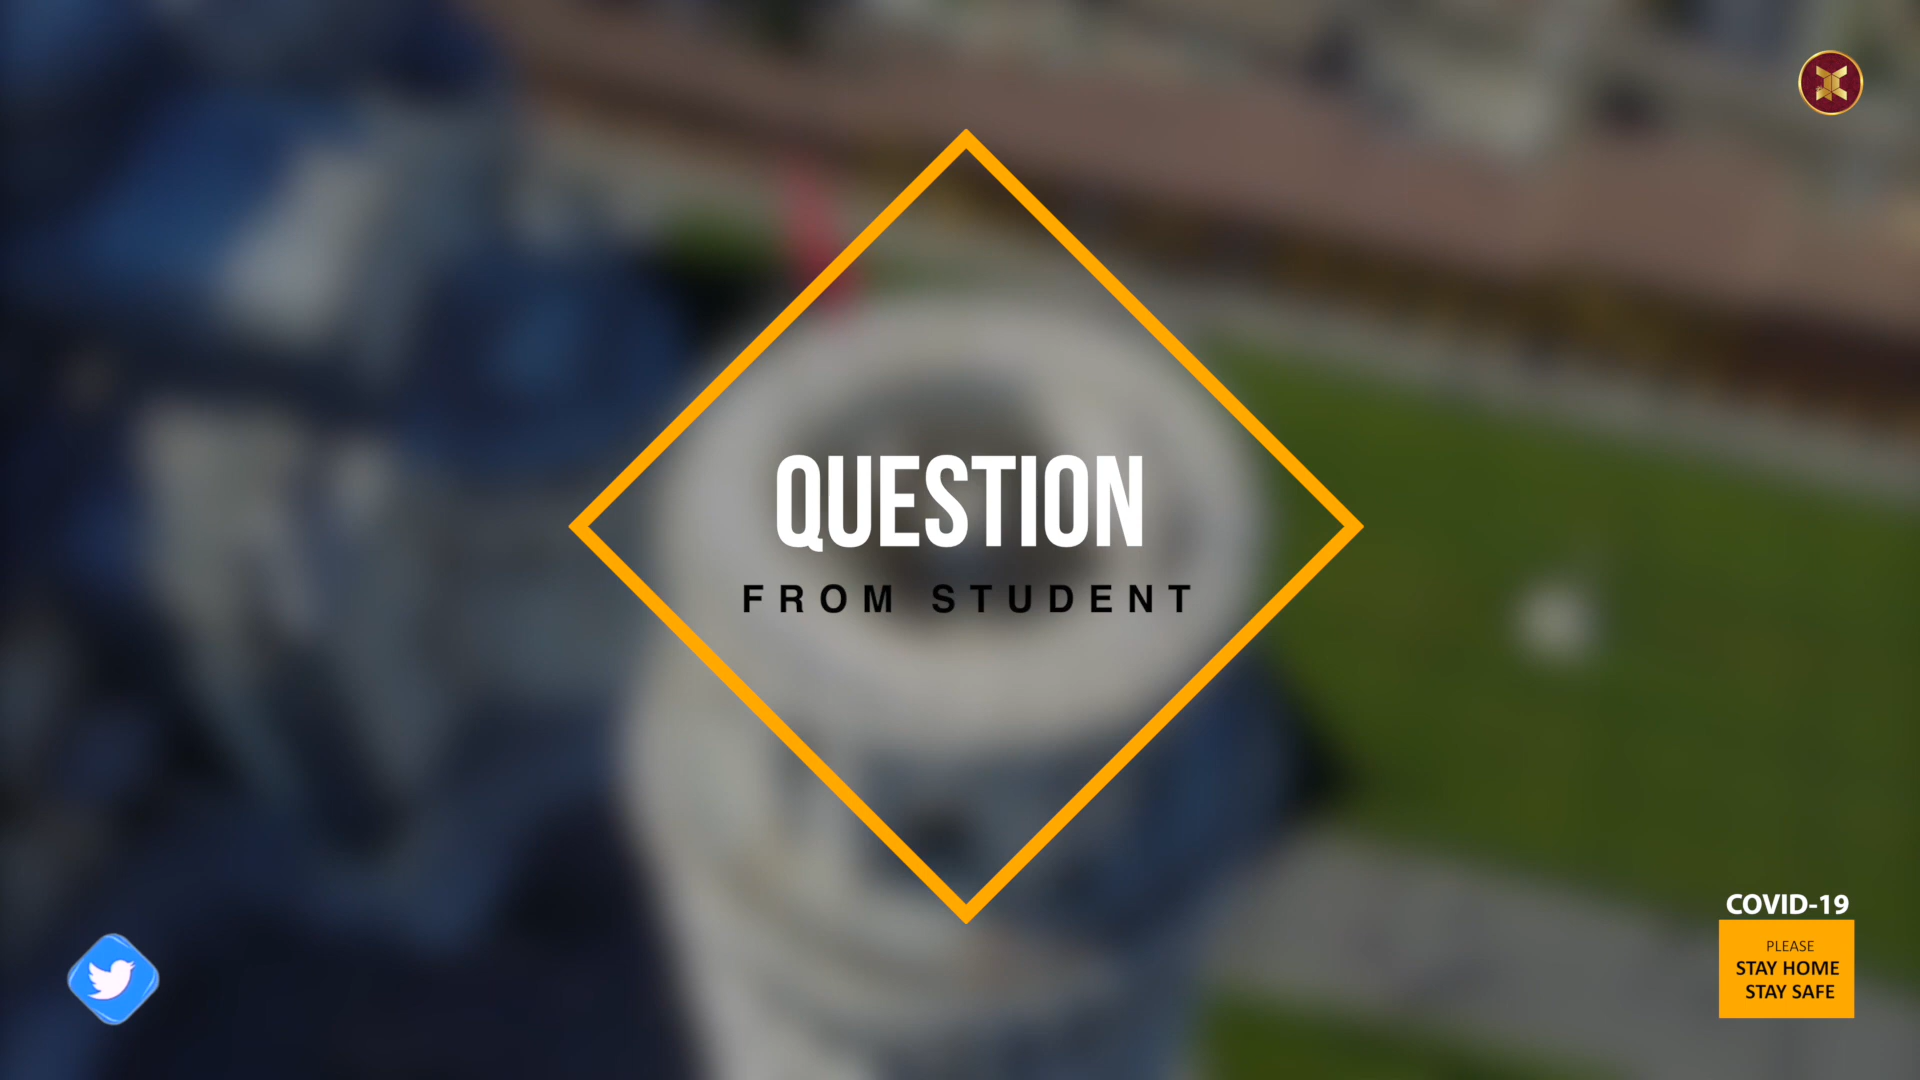 QUESTION
FROM STUDENT
COVID-19
PLEASE
STAY HOME
STAY SAFE